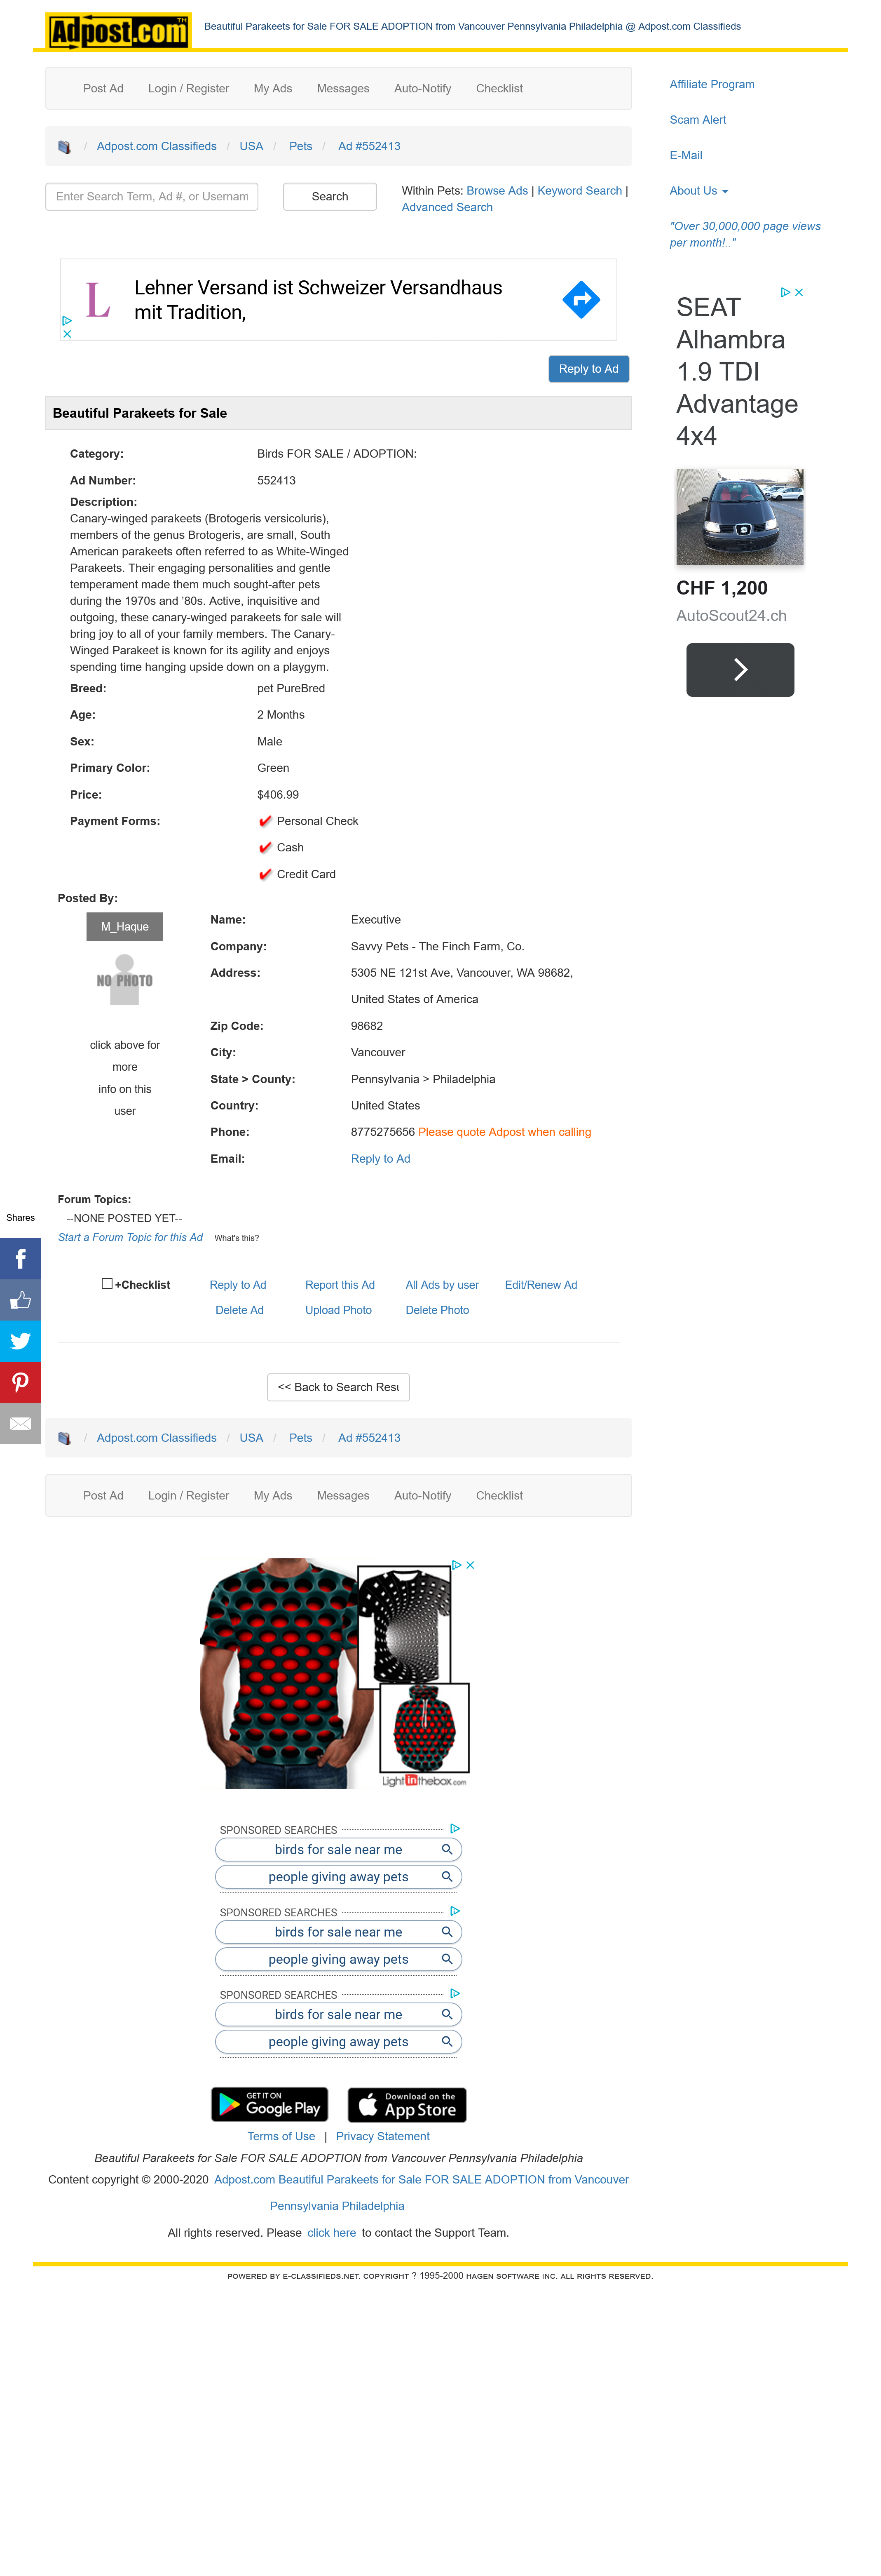 Adpost.com TM
Beautiful Parakeets for Sale FOR SALE ADOPTION from Vancouver Pennsylvania Philadelphia @ Adpost.com Classifieds
Post Ad Login / Register My Ads Messages Auto-Notify Checklist
/ Adpost.com Classifieds / USA / Pets / Ad #552413
Enter Search Term, Ad #, or Usernam
Search
Within Pets: Browse Ads | Keyword Search |
Advanced Search
Affiliate Program
Scam Alert
E-Mail
About Us
"Over 30,000,000 page views
per month!.."
L
Lehner Versand ist Schweizer Versandhaus
mit Tradition,
SEAT
Alhambra
1.9 TDI
Advantage
4x4
CHF 1,200
AutoScout24.ch
Reply to Ad
Beautiful Parakeets for Sale
Category: Birds FOR SALE / ADOPTION:
Ad Number: 552413
Description:
Canary-winged parakeets (Brotogeris versicoluris),
members of the genus Brotogeris, are small, South
American parakeets often referred to as White-Winged
Parakeets. Their engaging personalities and gentle
temperament made them much sought-after pets
during the 1970s and '80s. Active, inquisitive and
outgoing, these canary-winged parakeets for sale will
bring joy to all of your family members. The Canary-
Winged Parakeet is known for its agility and enjoys
spending time hanging upside down on a playgym.
Breed: pet PureBred
Age: 2 Months
Sex: Male
Primary Color: Green
Price: $406.99
Payment Forms: Personal Check
Cash
Credit Card
Posted By:
M_Haque
NO PHOTO
click above for
more
info on this
user
Name: Executive
Company: Savvy Pets - The Finch Farm, Co.
Address: 5305 NE 121st Ave, Vancouver, WA 98682,
United States of America
Zip Code: 98682
City: Vancouver
State > County: Pennsylvania > Philadelphia
Country: United States
Phone: 8775275656 Please quote Adpost when calling
Email: Reply to Ad
Forum Topics:
--NONE POSTED YET--
Start a Forum Topic for this Ad What's this?
Shares
+Checklist Reply to Ad Report this Ad All Ads by user Edit/Renew Ad
Delete Ad Upload Photo Delete Photo
<< Back to Search Resu
/ Adpost.com Classifieds / USA / Pets / Ad #552413
Post Ad Login / Register My Ads Messages Auto-Notify Checklist
Lightinthebox.com
SPONSORED SEARCHES
birds for sale near me
people giving away pets
SPONSORED SEARCHES
birds for sale near me
people giving away pets
SPONSORED SEARCHES
birds for sale near me
people giving away pets
GET IT ON
Google Play
Download on the
App Store
Terms of Use | Privacy Statement
Beautiful Parakeets for Sale FOR SALE ADOPTION from Vancouver Pennsylvania Philadelphia
Content copyright © 2000-2020 Adpost.com Beautiful Parakeets for Sale FOR SALE ADOPTION from Vancouver
Pennsylvania Philadelphia
All rights reserved. Please click here to contact the Support Team.
POWERED BY E-CLASSIFIEDS.NET. COPYRIGHT ? 1995-2000 HAGEN SOFTWARE INC. ALL RIGHTS RESERVED.